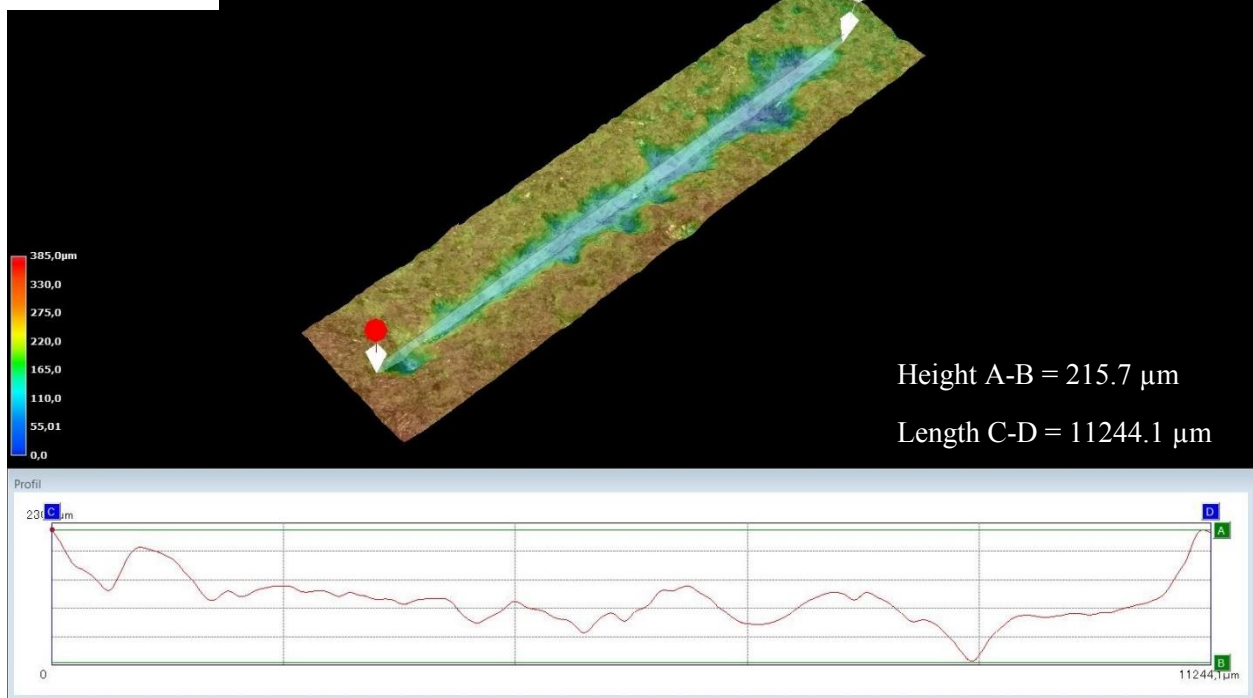 385,0µm
330,0
275,0
220,0
165,0
110,0
55,01
0,0
Height A-B = 215.7 µm
Length C-D = 11244.1 µm
Profil
C
D
A
B
0
11244,1µm